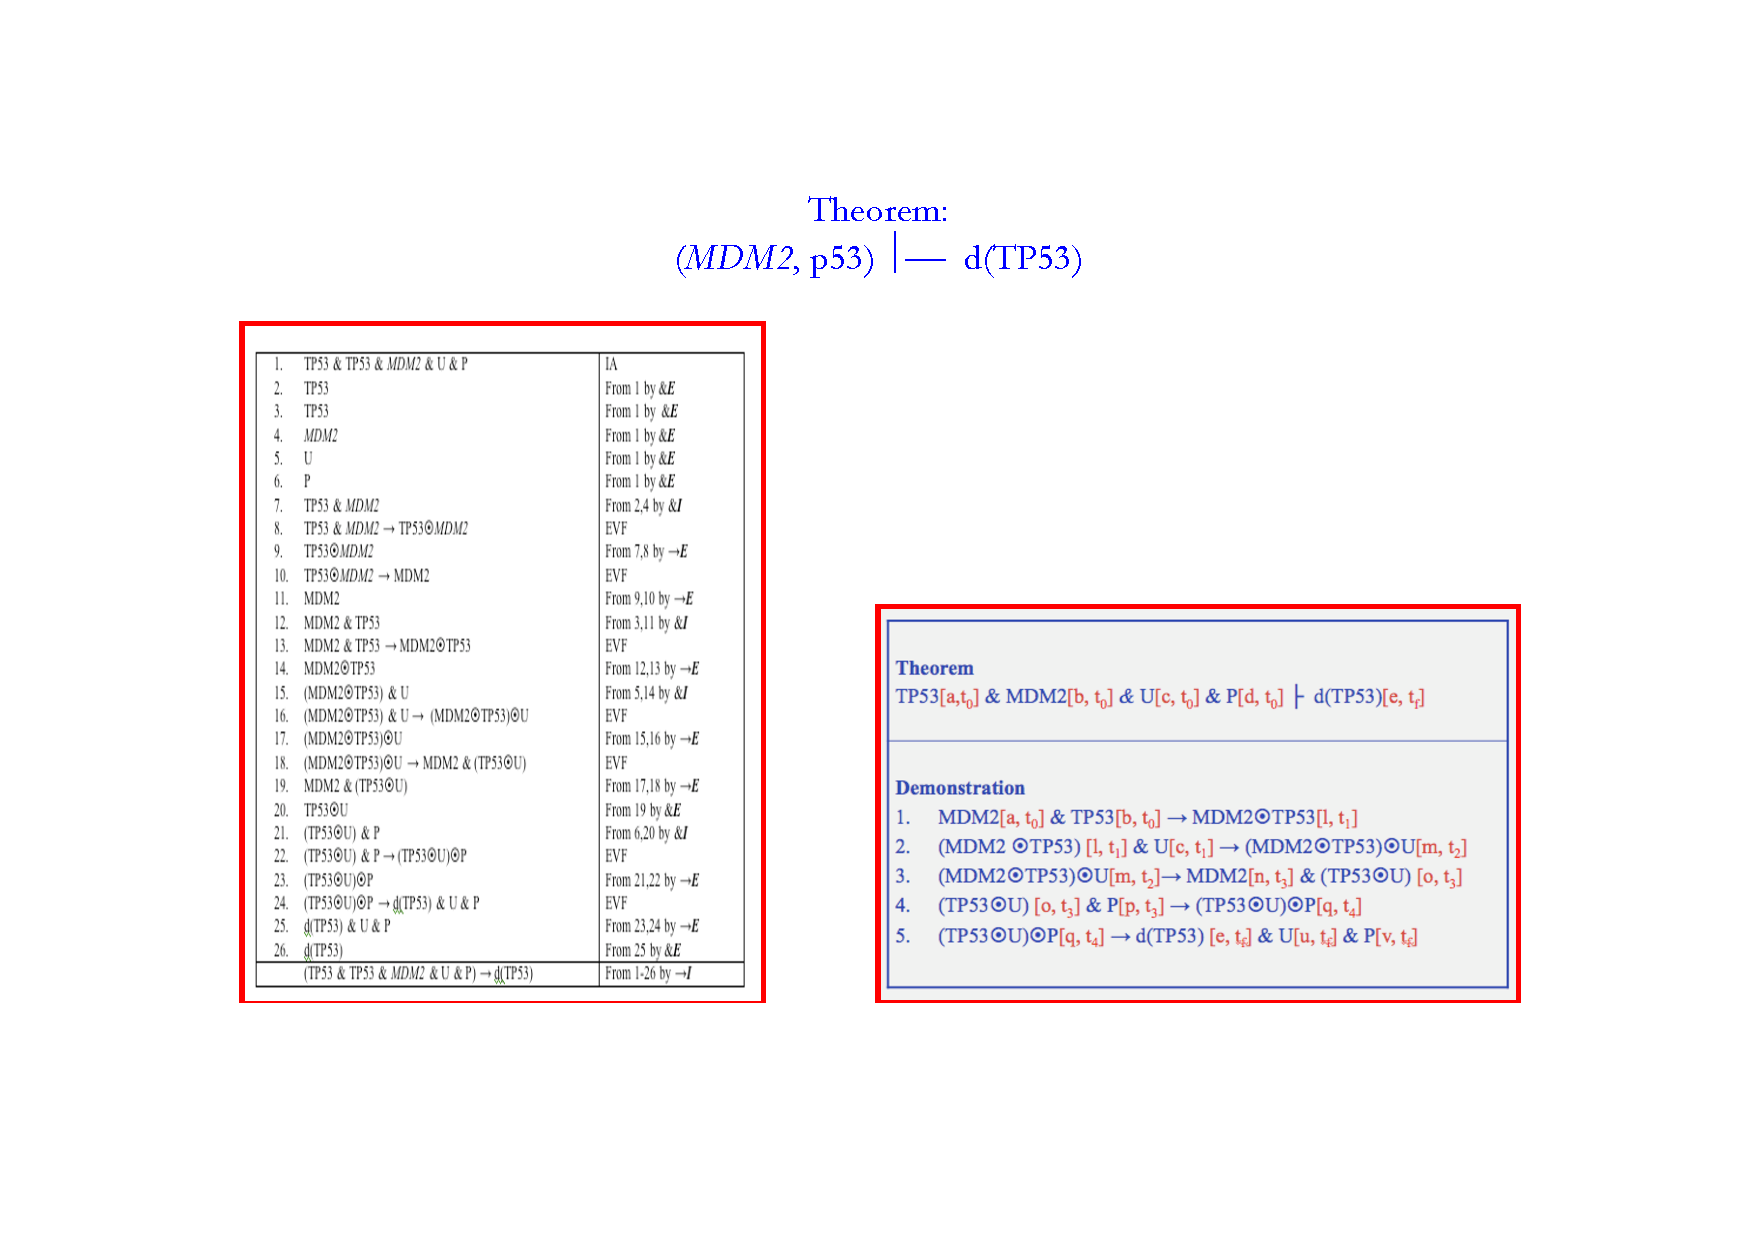 Theorem:
(MDM2, p53) ├─ d(TP53)
1. TP53 & TP53 & MDM2 & U & P IA
2. TP53 From 1 by &E
3. TP53 From 1 by &E
4. MDM2 From 1 by &E
5. U From 1 by &E
6. P From 1 by &E
7. TP53 & MDM2 From 2,4 by &I
8. TP53 & MDM2 → TP53⊙MDM2 EVF
9. TP53⊙MDM2 From 7,8 by →E
10. TP53⊙MDM2 → MDM2 EVF
11. MDM2 From 9,10 by →E
12. MDM2 & TP53 From 3,11 by &I
13. MDM2 & TP53 → MDM2⊙TP53 EVF
14. MDM2⊙TP53 From 12,13 by →E
15. (MDM2⊙TP53) & U From 5,14 by &I
16. (MDM2⊙TP53) & U → (MDM2⊙TP53)⊙U EVF
17. (MDM2⊙TP53)⊙U From 15,16 by →E
18. (MDM2⊙TP53)⊙U → MDM2 & (TP53⊙U) EVF
19. MDM2 & (TP53⊙U) From 17,18 by →E
20. TP53⊙U From 19 by &E
21. (TP53⊙U) & P From 6,20 by &I
22. (TP53⊙U) & P → (TP53⊙U)⊙P EVF
23. (TP53⊙U)⊙P From 21,22 by →E
24. (TP53⊙U)⊙P → d(TP53) & U & P EVF
25. d(TP53) & U & P From 23,24 by →E
26. d(TP53) From 25 by &E
(TP53 & TP53 & MDM2 & U & P) → d(TP53) From 1-26 by →I
Theorem
TP53[a,t₀] & MDM2[b, t₀] & U[c, t₀] & P[d, t₀] ├ d(TP53)[e, t_f]
Demonstration
1. MDM2[a, t₀] & TP53[b, t₀] → MDM2⊙TP53[l, t₁]
2. (MDM2 ⊙TP53) [l, t₁] & U[c, t₁] → (MDM2⊙TP53)⊙U[m, t₂]
3. (MDM2⊙TP53)⊙U[m, t₂]→ MDM2[n, t₃] & (TP53⊙U) [o, t₃]
4. (TP53⊙U) [o, t₃] & P[p, t₃] → (TP53⊙U)⊙P[q, t₄]
5. (TP53⊙U)⊙P[q, t₄] → d(TP53) [e, t_f] & U[u, t_f] & P[v, t_f]